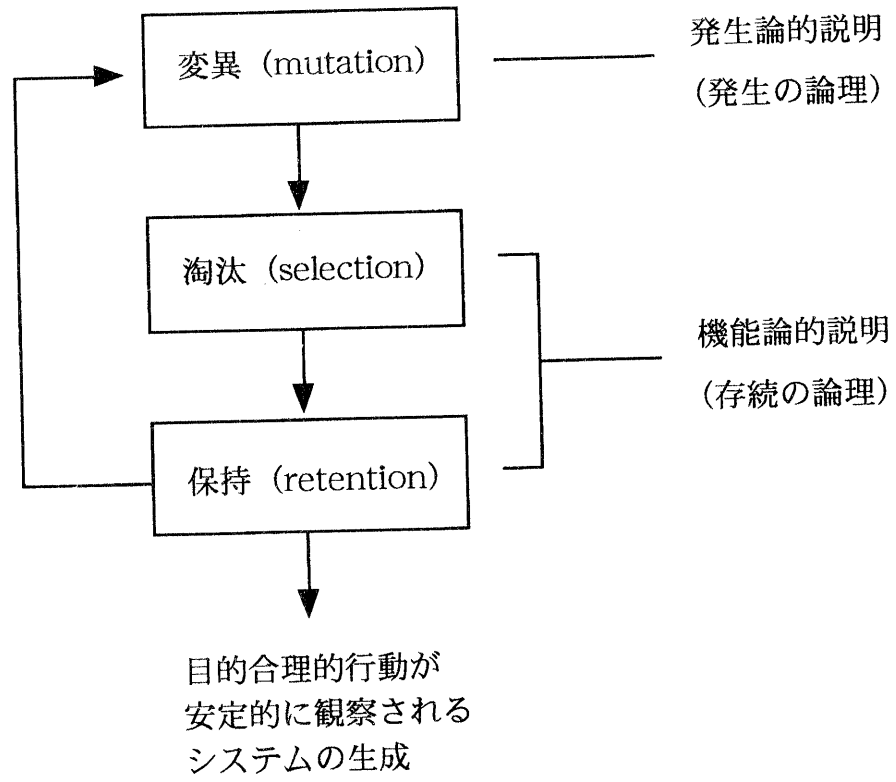 変異（mutation）
発生論的説明
（発生の論理）
淘汰（selection）
機能論的説明
（存続の論理）
保持（retention）
目的合理的行動が
安定的に観察される
システムの生成